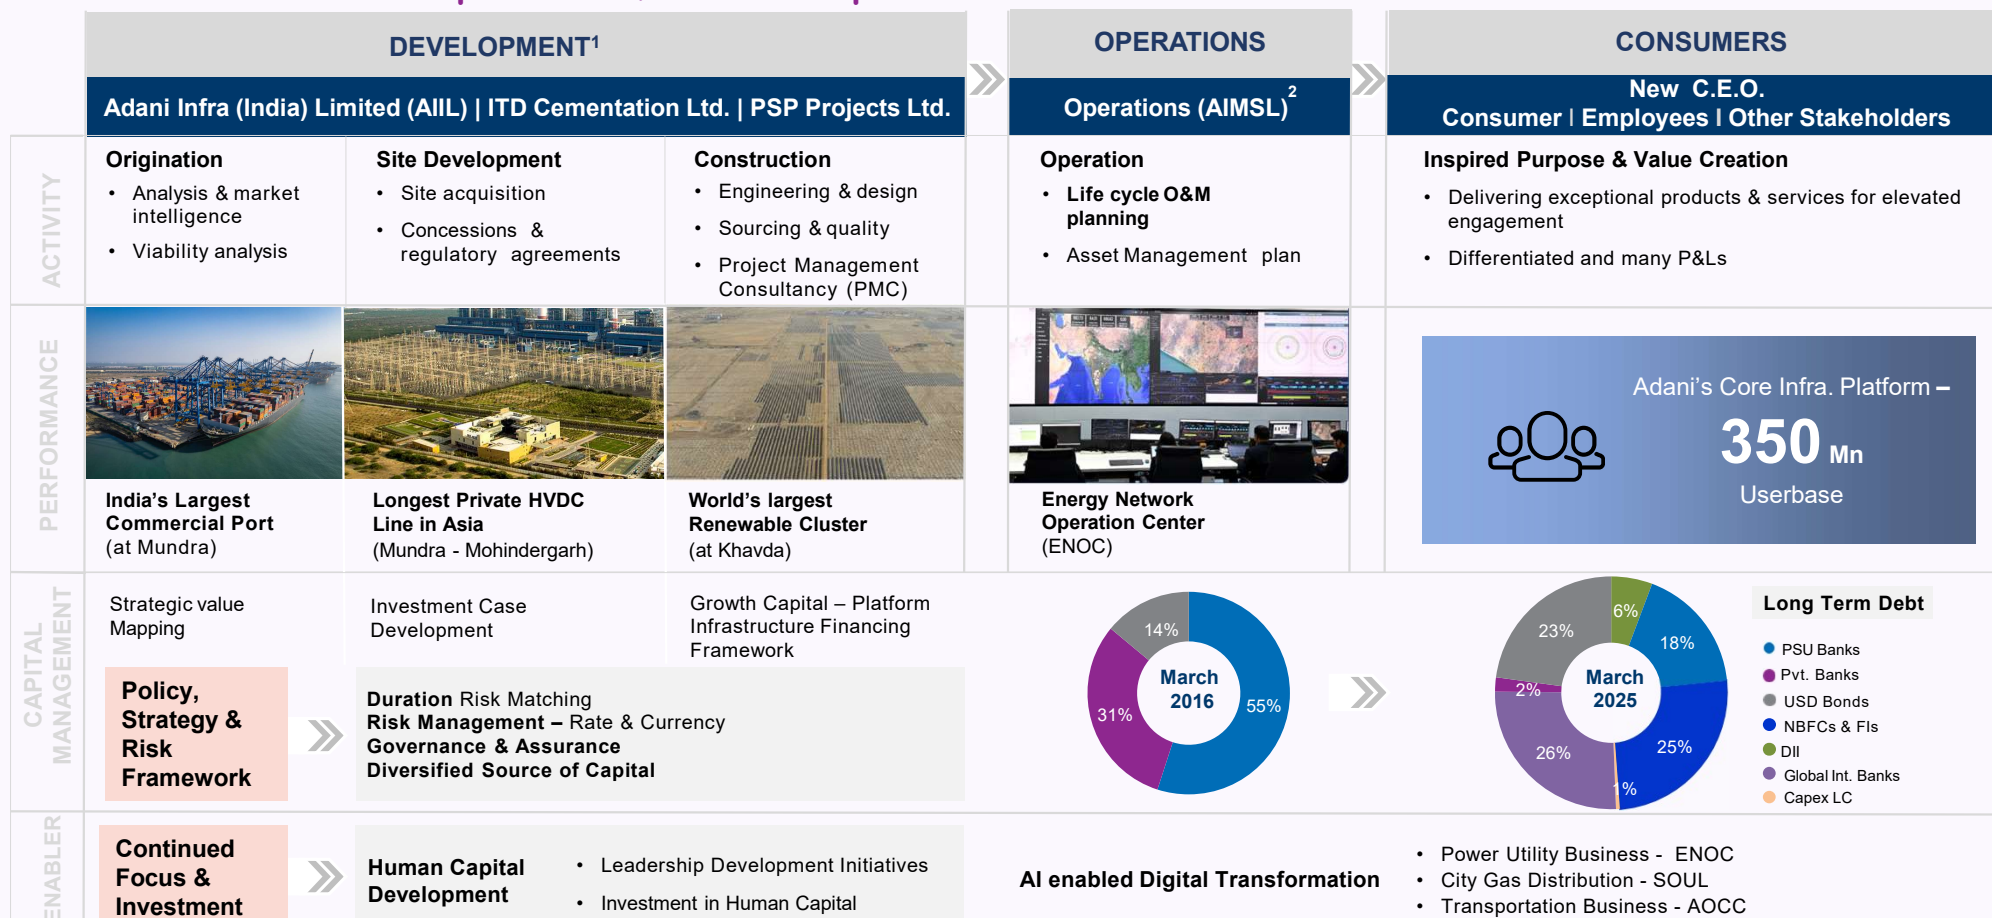 DEVELOPMENT¹
OPERATIONS
CONSUMERS
Adani Infra (India) Limited (AIIL) | ITD Cementation Ltd. | PSP Projects Ltd.
Operations (AIMSL)²
New C.E.O.
Consumer | Employees | Other Stakeholders
ACTIVITY
Origination
• Analysis & market
intelligence
• Viability analysis
Site Development
• Site acquisition
• Concessions &
regulatory agreements
Construction
• Engineering & design
• Sourcing & quality
• Project Management
Consultancy (PMC)
Operation
• Life cycle O&M
planning
• Asset Management plan
Inspired Purpose & Value Creation
• Delivering exceptional products & services for elevated
engagement
• Differentiated and many P&Ls
PERFORMANCE
India's Largest
Commercial Port
(at Mundra)
Longest Private HVDC
Line in Asia
(Mundra - Mohindergarh)
World's largest
Renewable Cluster
(at Khavda)
Energy Network
Operation Center
(ENOC)
Adani's Core Infra. Platform –
350 Mn
Userbase
CAPITAL
MANAGEMENT
Strategic value
Mapping
Investment Case
Development
Growth Capital – Platform
Infrastructure Financing
Framework
Policy,
Strategy &
Risk
Framework
Duration Risk Matching
Risk Management – Rate & Currency
Governance & Assurance
Diversified Source of Capital
14%
31%
55%
March
2016
6%
18%
23%
2%
26%
25%
1%
March
2025
Long Term Debt
PSU Banks
Pvt. Banks
USD Bonds
NBFCs & FIs
DII
Global Int. Banks
Capex LC
ENABLER
Continued
Focus &
Investment
Human Capital
Development
• Leadership Development Initiatives
• Investment in Human Capital
AI enabled Digital Transformation
• Power Utility Business - ENOC
• City Gas Distribution - SOUL
• Transportation Business - AOCC